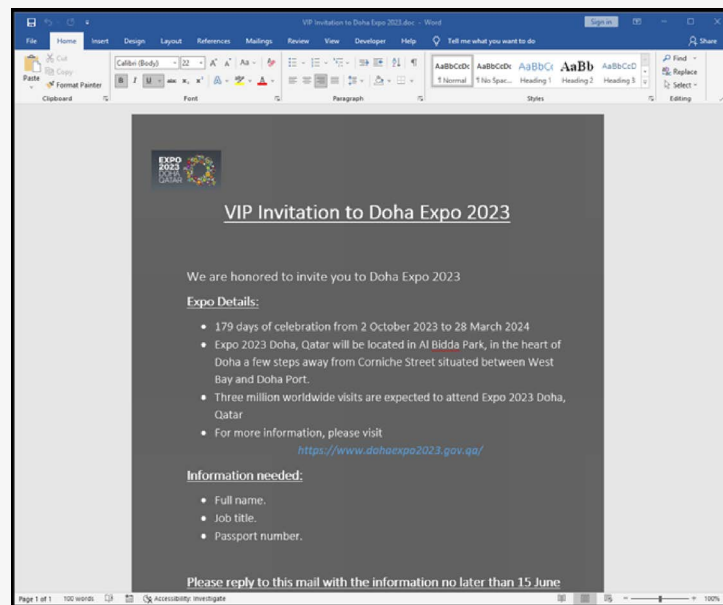 VIP Invitation to Doha Expo 2023.doc - Word
Sign in
File Home Insert Design Layout References Mailings Review View Developer Help Tell me what you want to do Share
Paste
Cut
Copy
Format Painter
Clipboard
Calibri (Body) 22
Font
Paragraph
AaBbCcDc AaBbCcDc AaBbC( AaBb AaBbCcD
¶ Normal ¶ No Spac... Heading 1 Heading 2 Heading 3
Styles
Find
Replace
Select
Editing
EXPO
2023
DOHA
QATAR
VIP Invitation to Doha Expo 2023
We are honored to invite you to Doha Expo 2023
Expo Details:
• 179 days of celebration from 2 October 2023 to 28 March 2024
• Expo 2023 Doha, Qatar will be located in Al Bidda Park, in the heart of
Doha a few steps away from Corniche Street situated between West
Bay and Doha Port.
• Three million worldwide visits are expected to attend Expo 2023 Doha,
Qatar
• For more information, please visit
https://www.dohaexpo2023.gov.qa/
Information needed:
• Full name.
• Job title.
• Passport number.
Please reply to this mail with the information no later than 15 June
Page 1 of 1 100 words Accessibility: Investigate 100%